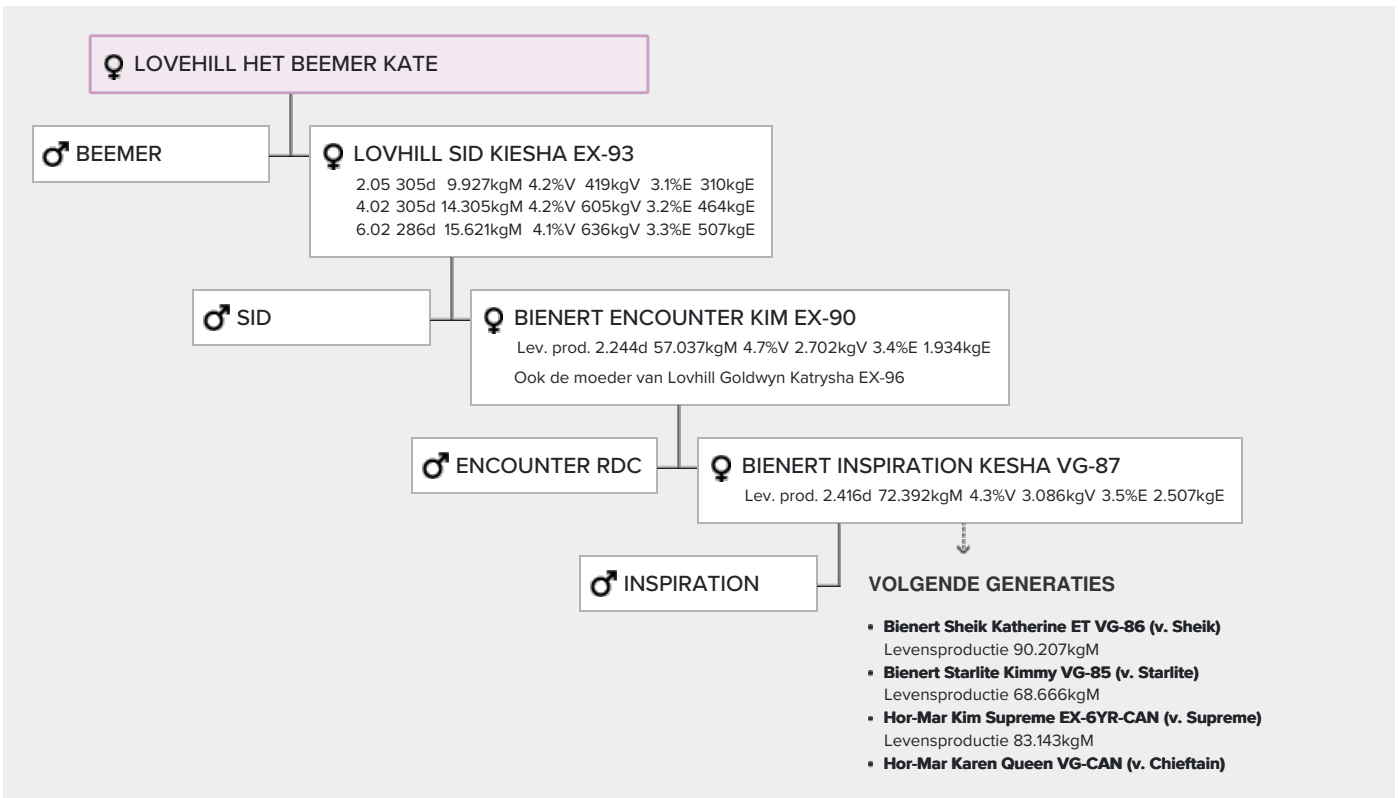 LOVEHILL HET BEEMER KATE
BEEMER
LOVHILL SID KIESHA EX-93
2.05 305d 9.927kgM 4.2%V 419kgV 3.1%E 310kgE
4.02 305d 14.305kgM 4.2%V 605kgV 3.2%E 464kgE
6.02 286d 15.621kgM 4.1%V 636kgV 3.3%E 507kgE
SID
BIENERT ENCOUNTER KIM EX-90
Lev. prod. 2.244d 57.037kgM 4.7%V 2.702kgV 3.4%E 1.934kgE
Ook de moeder van Lovhill Goldwyn Katrysha EX-96
ENCOUNTER RDC
BIENERT INSPIRATION KESHA VG-87
Lev. prod. 2.416d 72.392kgM 4.3%V 3.086kgV 3.5%E 2.507kgE
INSPIRATION
VOLGENDE GENERATIES
• Bienert Sheik Katherine ET VG-86 (v. Sheik)
Levensproductie 90.207kgM
• Bienert Starlite Kimmy VG-85 (v. Starlite)
Levensproductie 68.666kgM
• Hor-Mar Kim Supreme EX-6YR-CAN (v. Supreme)
Levensproductie 83.143kgM
• Hor-Mar Karen Queen VG-CAN (v. Chieftain)